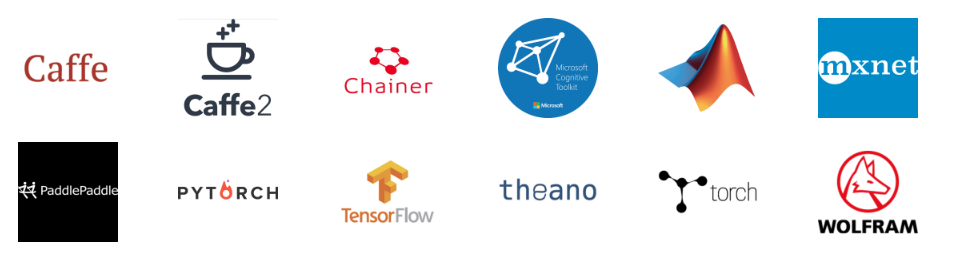 Caffe
Caffe2
Chainer
Microsoft
Cognitive
Toolkit
Microsoft
mxnet
PaddlePaddle
PYTORCH
TensorFlow
theano
torch
WOLFRAM